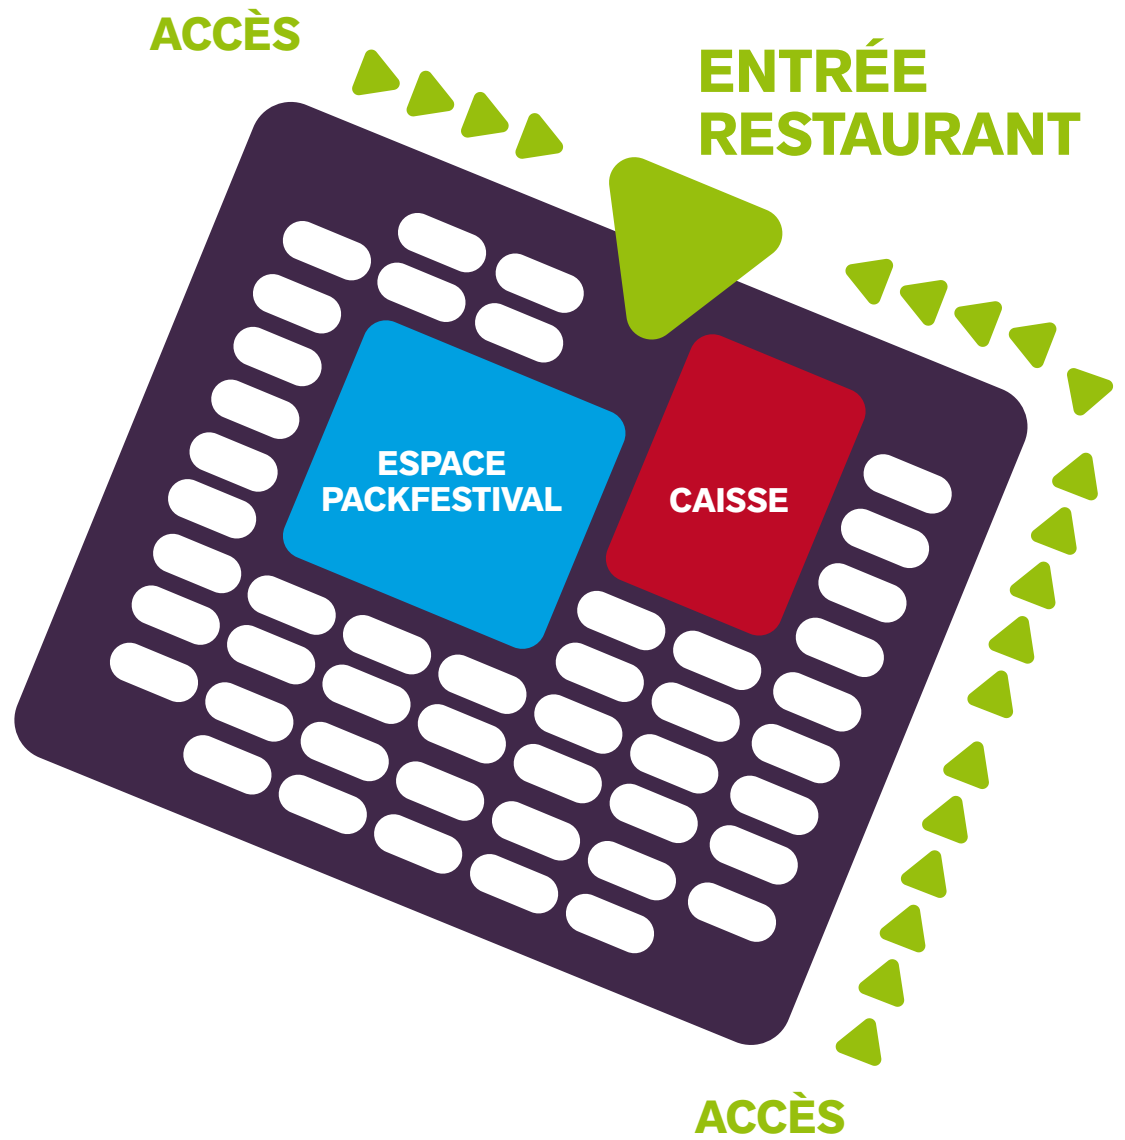 ACCÈS
ENTRÉE
RESTAURANT
ESPACE
PACKFESTIVAL
CAISSE
ACCÈS